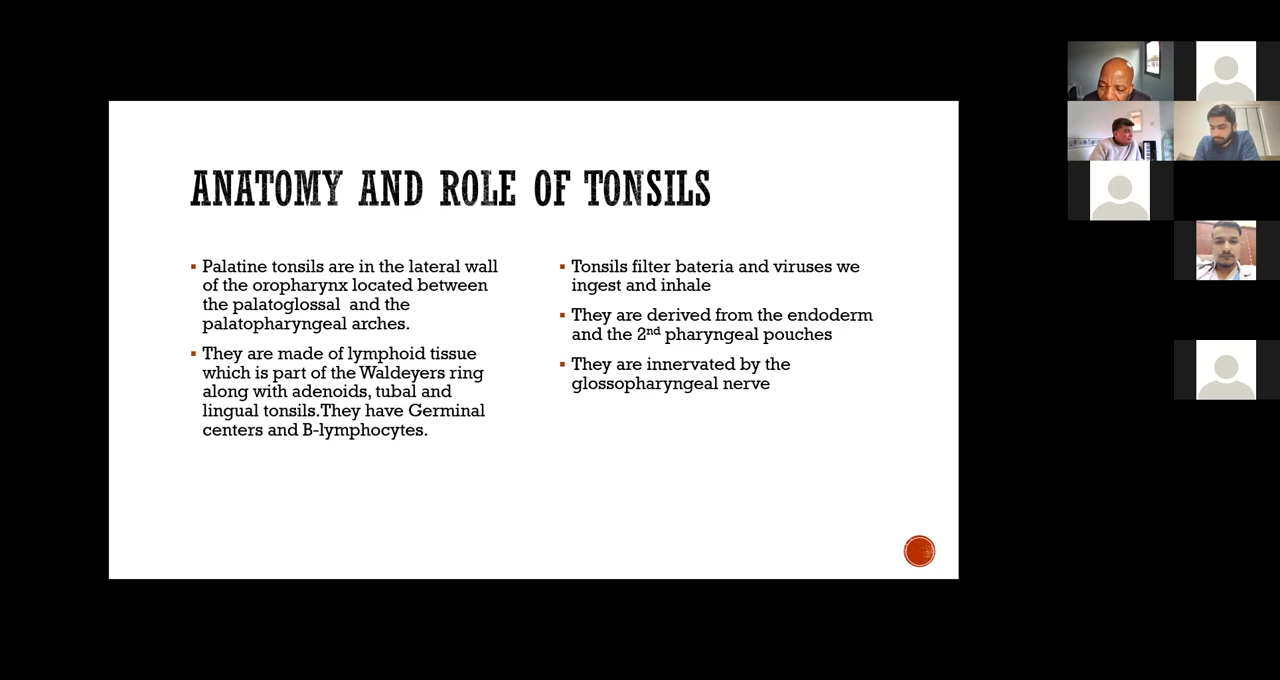 ANATOMY AND ROLE OF TONSILS
▪ Palatine tonsils are in the lateral wall
of the oropharynx located between
the palatoglossal  and the
palatopharyngeal arches.
▪ They are made of lymphoid tissue
which is part of the Waldeyers ring
along with adenoids, tubal and
lingual tonsils.They have Germinal
centers and B-lymphocytes.
▪ Tonsils filter bateria and viruses we
ingest and inhale
▪ They are derived from the endoderm
and the 2nd pharyngeal pouches
▪ They are innervated by the
glossopharyngeal nerve